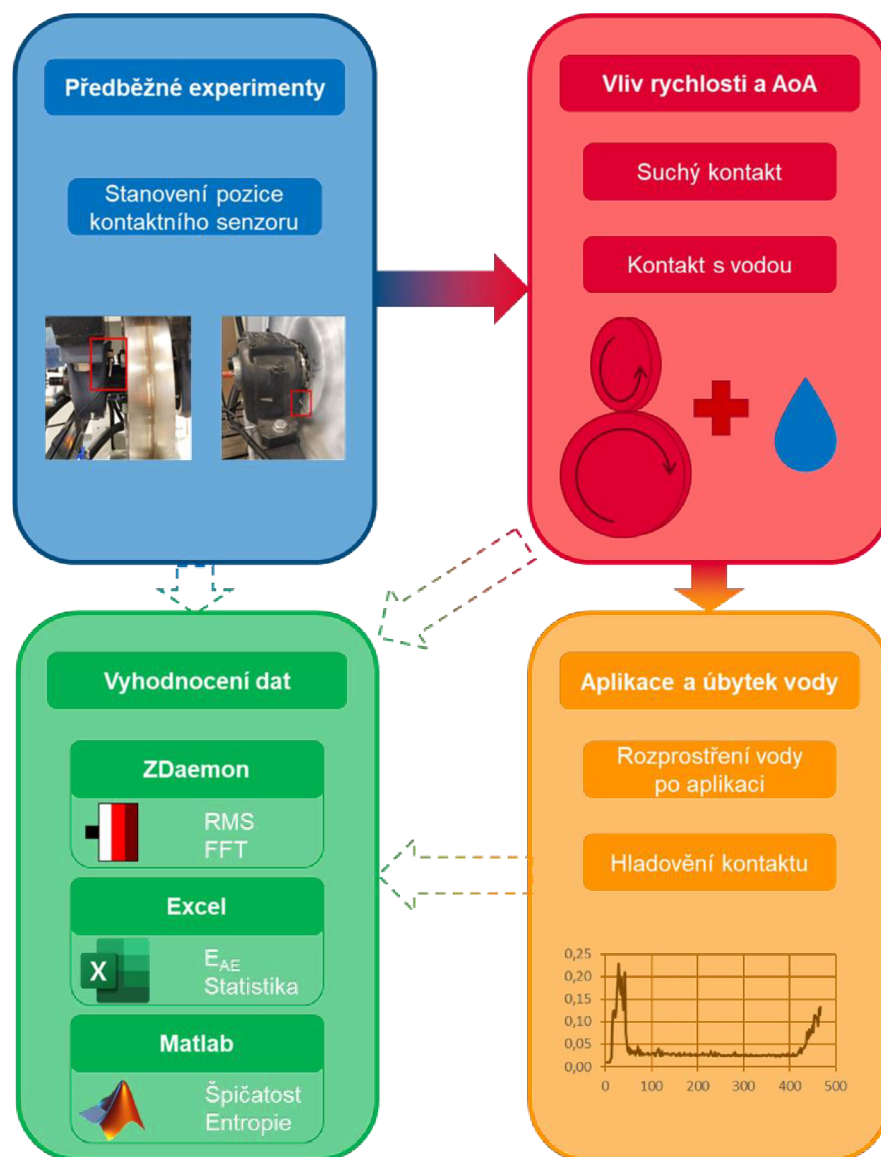 Předběžné experimenty
Stanovení pozice
kontaktního senzoru
Vliv rychlosti a AoA
Suchý kontakt
Kontakt s vodou
Vyhodnocení dat
ZDaemon
RMS
FFT
Excel
X
E_AE
Statistika
Matlab
Špičatost
Entropie
Aplikace a úbytek vody
Rozprostření vody
po aplikaci
Hladovění kontaktu
0,25
0,20
0,15
0,10
0,05
0,00
0 100 200 300 400 500